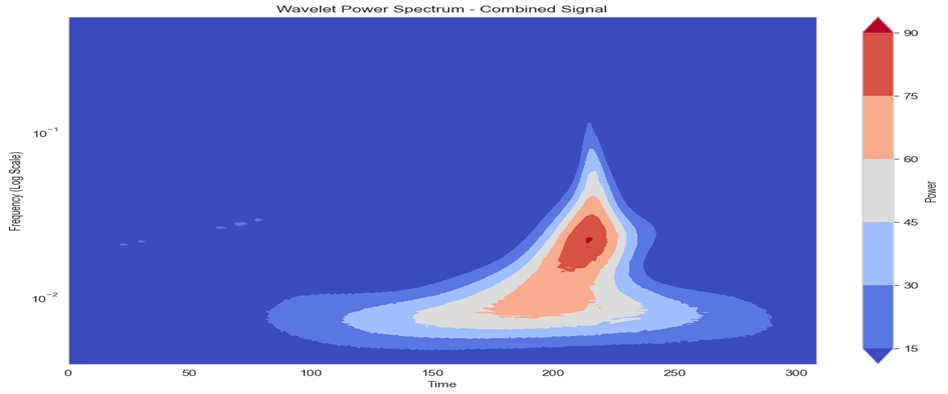 Wavelet Power Spectrum - Combined Signal
Frequency (Log Scale)
10⁻¹
10⁻²
0 50 100 150 200 250 300
Time
90
75
60
45
30
15
Power